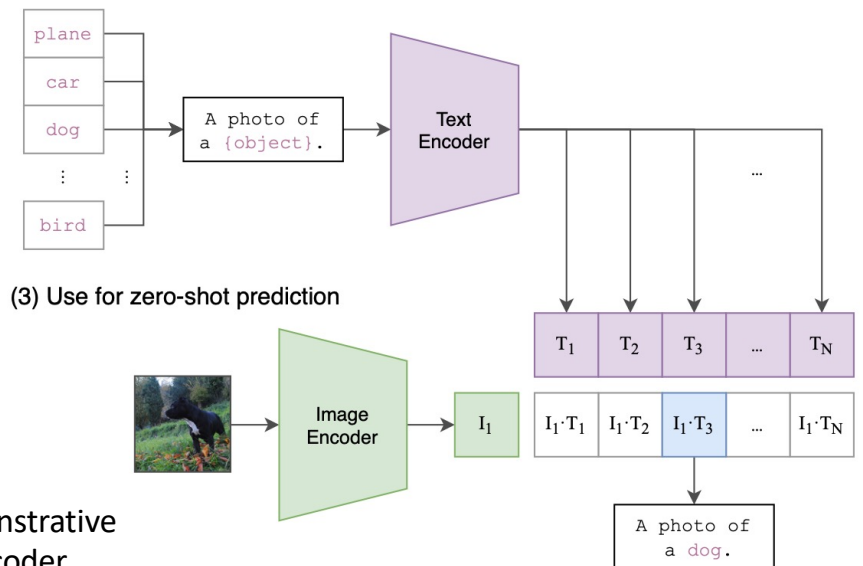 plane
car
dog
⋮ ⋮
bird
A photo of
a {object}.
Text
Encoder
...
(3) Use for zero-shot prediction
T1 T2 T3 ... TN
Image
Encoder
I1
I1·T1 I1·T2 I1·T3 ... I1·TN
A photo of
a dog.